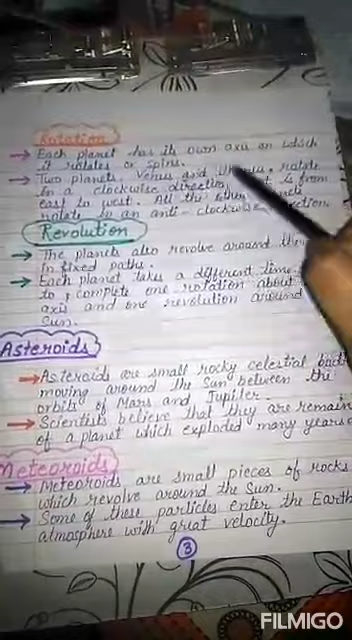 Rotation
→ Each planet has its own axis on which
it rotates or spins.
→ Two planets, Venus and rotate
in a clockwise direction is from
east to west. All the other
rotate in an anti-clockwise
Revolution
→ The planets also revolve around
in fixed paths.
→ Each planet takes a different time
to complete one rotation about
axis and one revolution around
Sun.
Asteroids
→ Asteroids are small rocky celestial
moving around the Sun between the
orbits of Mars and Jupiter.
→ Scientists believe that they are remain
of a planet which exploded many years
Meteoroids
→ Meteoroids are small pieces of rocks
which revolve around the Sun.
→ Some of these particles enter the Earth
atmosphere with great velocity.
3
FILMIGO